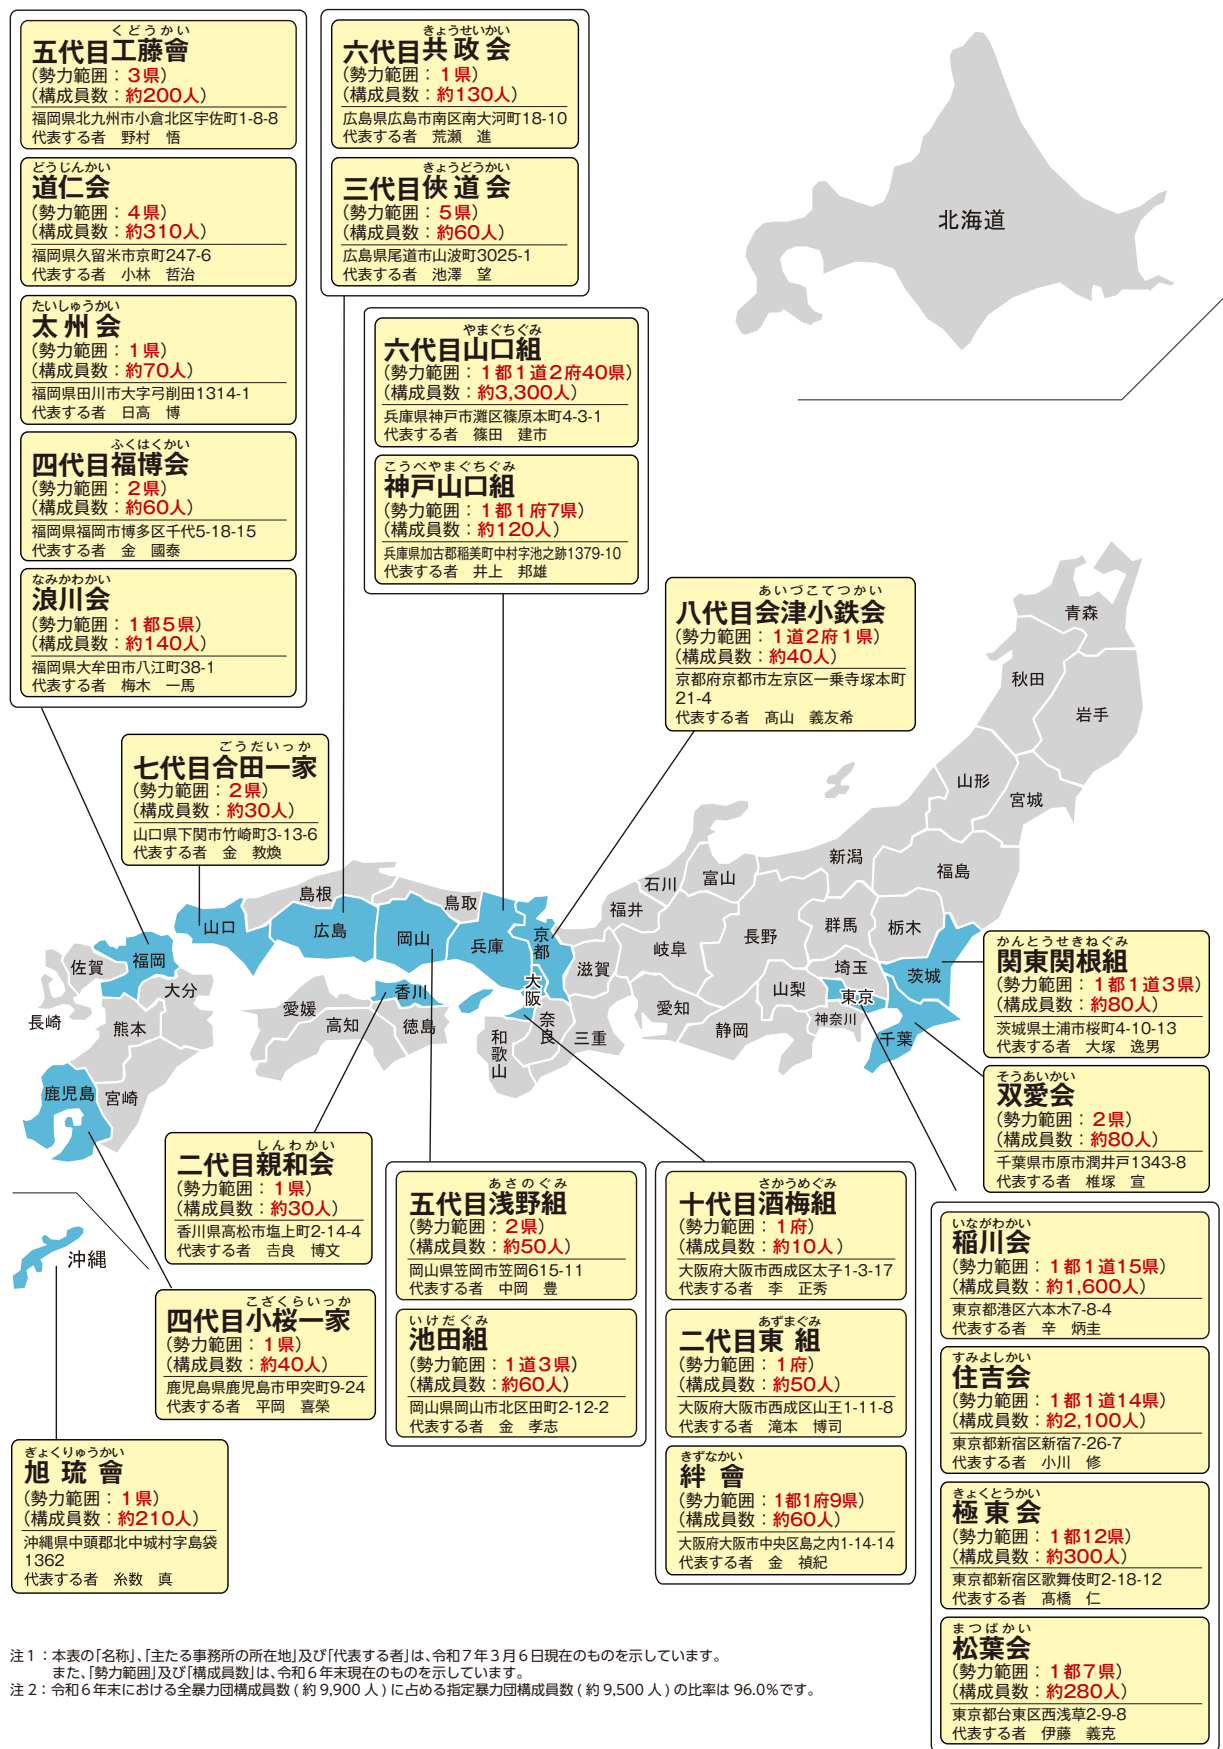 くどうかい
五代目工藤會
(勢力範囲：3県)
(構成員数：約200人)
福岡県北九州市小倉北区宇佐町1-8-8
代表する者　野村　悟
どうじんかい
道仁会
(勢力範囲：4県)
(構成員数：約310人)
福岡県久留米市京町247-6
代表する者　小林　哲治
たいしゅうかい
太州会
(勢力範囲：1県)
(構成員数：約70人)
福岡県田川市大字弓削田1314-1
代表する者　日高　博
ふくはくかい
四代目福博会
(勢力範囲：2県)
(構成員数：約60人)
福岡県福岡市博多区千代5-18-15
代表する者　金　國泰
なみかわかい
浪川会
(勢力範囲：1都5県)
(構成員数：約140人)
福岡県大牟田市八江町38-1
代表する者　梅木　一馬
きょうせいかい
六代目共政会
(勢力範囲：1県)
(構成員数：約130人)
広島県広島市南区南大河町18-10
代表する者　荒瀬　進
きょうどうかい
三代目俠道会
(勢力範囲：5県)
(構成員数：約60人)
広島県尾道市山波町3025-1
代表する者　池澤　望
やまぐちぐみ
六代目山口組
(勢力範囲：1都1道2府40県)
(構成員数：約3,300人)
兵庫県神戸市灘区篠原本町4-3-1
代表する者　篠田　建市
こうべやまぐちぐみ
神戸山口組
(勢力範囲：1都1府7県)
(構成員数：約120人)
兵庫県加古郡稲美町中村字池之跡1379-10
代表する者　井上　邦雄
あいづこてつかい
八代目会津小鉄会
(勢力範囲：1道2府1県)
(構成員数：約40人)
京都府京都市左京区一乗寺塚本町
21-4
代表する者　髙山　義友希
ごうだいっか
七代目合田一家
(勢力範囲：2県)
(構成員数：約30人)
山口県下関市竹崎町3-13-6
代表する者　金　教煥
北海道
青森
秋田
岩手
山形
宮城
新潟
福島
石川
富山
福井
群馬
栃木
長野
岐阜
埼玉
茨城
山梨
東京
神奈川
千葉
愛知
静岡
滋賀
三重
島根
鳥取
山口
広島
岡山
兵庫
京都
大阪
奈良
和歌山
香川
愛媛
高知
徳島
福岡
佐賀
大分
長崎
熊本
鹿児島
宮崎
沖縄
かんとうせきねぐみ
関東関根組
(勢力範囲：1都1道3県)
(構成員数：約80人)
茨城県土浦市桜町4-10-13
代表する者　大塚　逸男
そうあいかい
双愛会
(勢力範囲：2県)
(構成員数：約80人)
千葉県市原市潤井戸1343-8
代表する者　椎塚　宣
しんわかい
二代目親和会
(勢力範囲：1県)
(構成員数：約30人)
香川県高松市塩上町2-14-4
代表する者　吉良　博文
こざくらいっか
四代目小桜一家
(勢力範囲：1県)
(構成員数：約40人)
鹿児島県鹿児島市甲突町9-24
代表する者　平岡　喜榮
ぎょくりゅうかい
旭琉會
(勢力範囲：1県)
(構成員数：約210人)
沖縄県中頭郡北中城村字島袋
1362
代表する者　糸数　真
あさのぐみ
五代目浅野組
(勢力範囲：2県)
(構成員数：約50人)
岡山県笠岡市笠岡615-11
代表する者　中岡　豊
いけだぐみ
池田組
(勢力範囲：1道3県)
(構成員数：約60人)
岡山県岡山市北区田町2-12-2
代表する者　金　孝志
さかうめぐみ
十代目酒梅組
(勢力範囲：1府)
(構成員数：約10人)
大阪府大阪市西成区太子1-3-17
代表する者　李　正秀
あずまぐみ
二代目東組
(勢力範囲：1府)
(構成員数：約50人)
大阪府大阪市西成区山王1-11-8
代表する者　滝本　博司
きずなかい
絆會
(勢力範囲：1都1府9県)
(構成員数：約60人)
大阪府大阪市中央区島之内1-14-14
代表する者　金　禎紀
いながわかい
稲川会
(勢力範囲：1都1道15県)
(構成員数：約1,600人)
東京都港区六本木7-8-4
代表する者　辛　炳圭
すみよしかい
住吉会
(勢力範囲：1都1道14県)
(構成員数：約2,100人)
東京都新宿区新宿7-26-7
代表する者　小川　修
きょくとうかい
極東会
(勢力範囲：1都12県)
(構成員数：約300人)
東京都新宿区歌舞伎町2-18-12
代表する者　髙橋　仁
まつばかい
松葉会
(勢力範囲：1都7県)
(構成員数：約280人)
東京都台東区西浅草2-9-8
代表する者　伊藤　義克
注1：本表の｢名称｣、｢主たる事務所の所在地｣及び｢代表する者｣は、令和7年3月6日現在のものを示しています。
また、｢勢力範囲｣及び｢構成員数｣は、令和6年末現在のものを示しています。
注2：令和6年末における全暴力団構成員数(約9,900人)に占める指定暴力団構成員数(約9,500人)の比率は96.0%です。